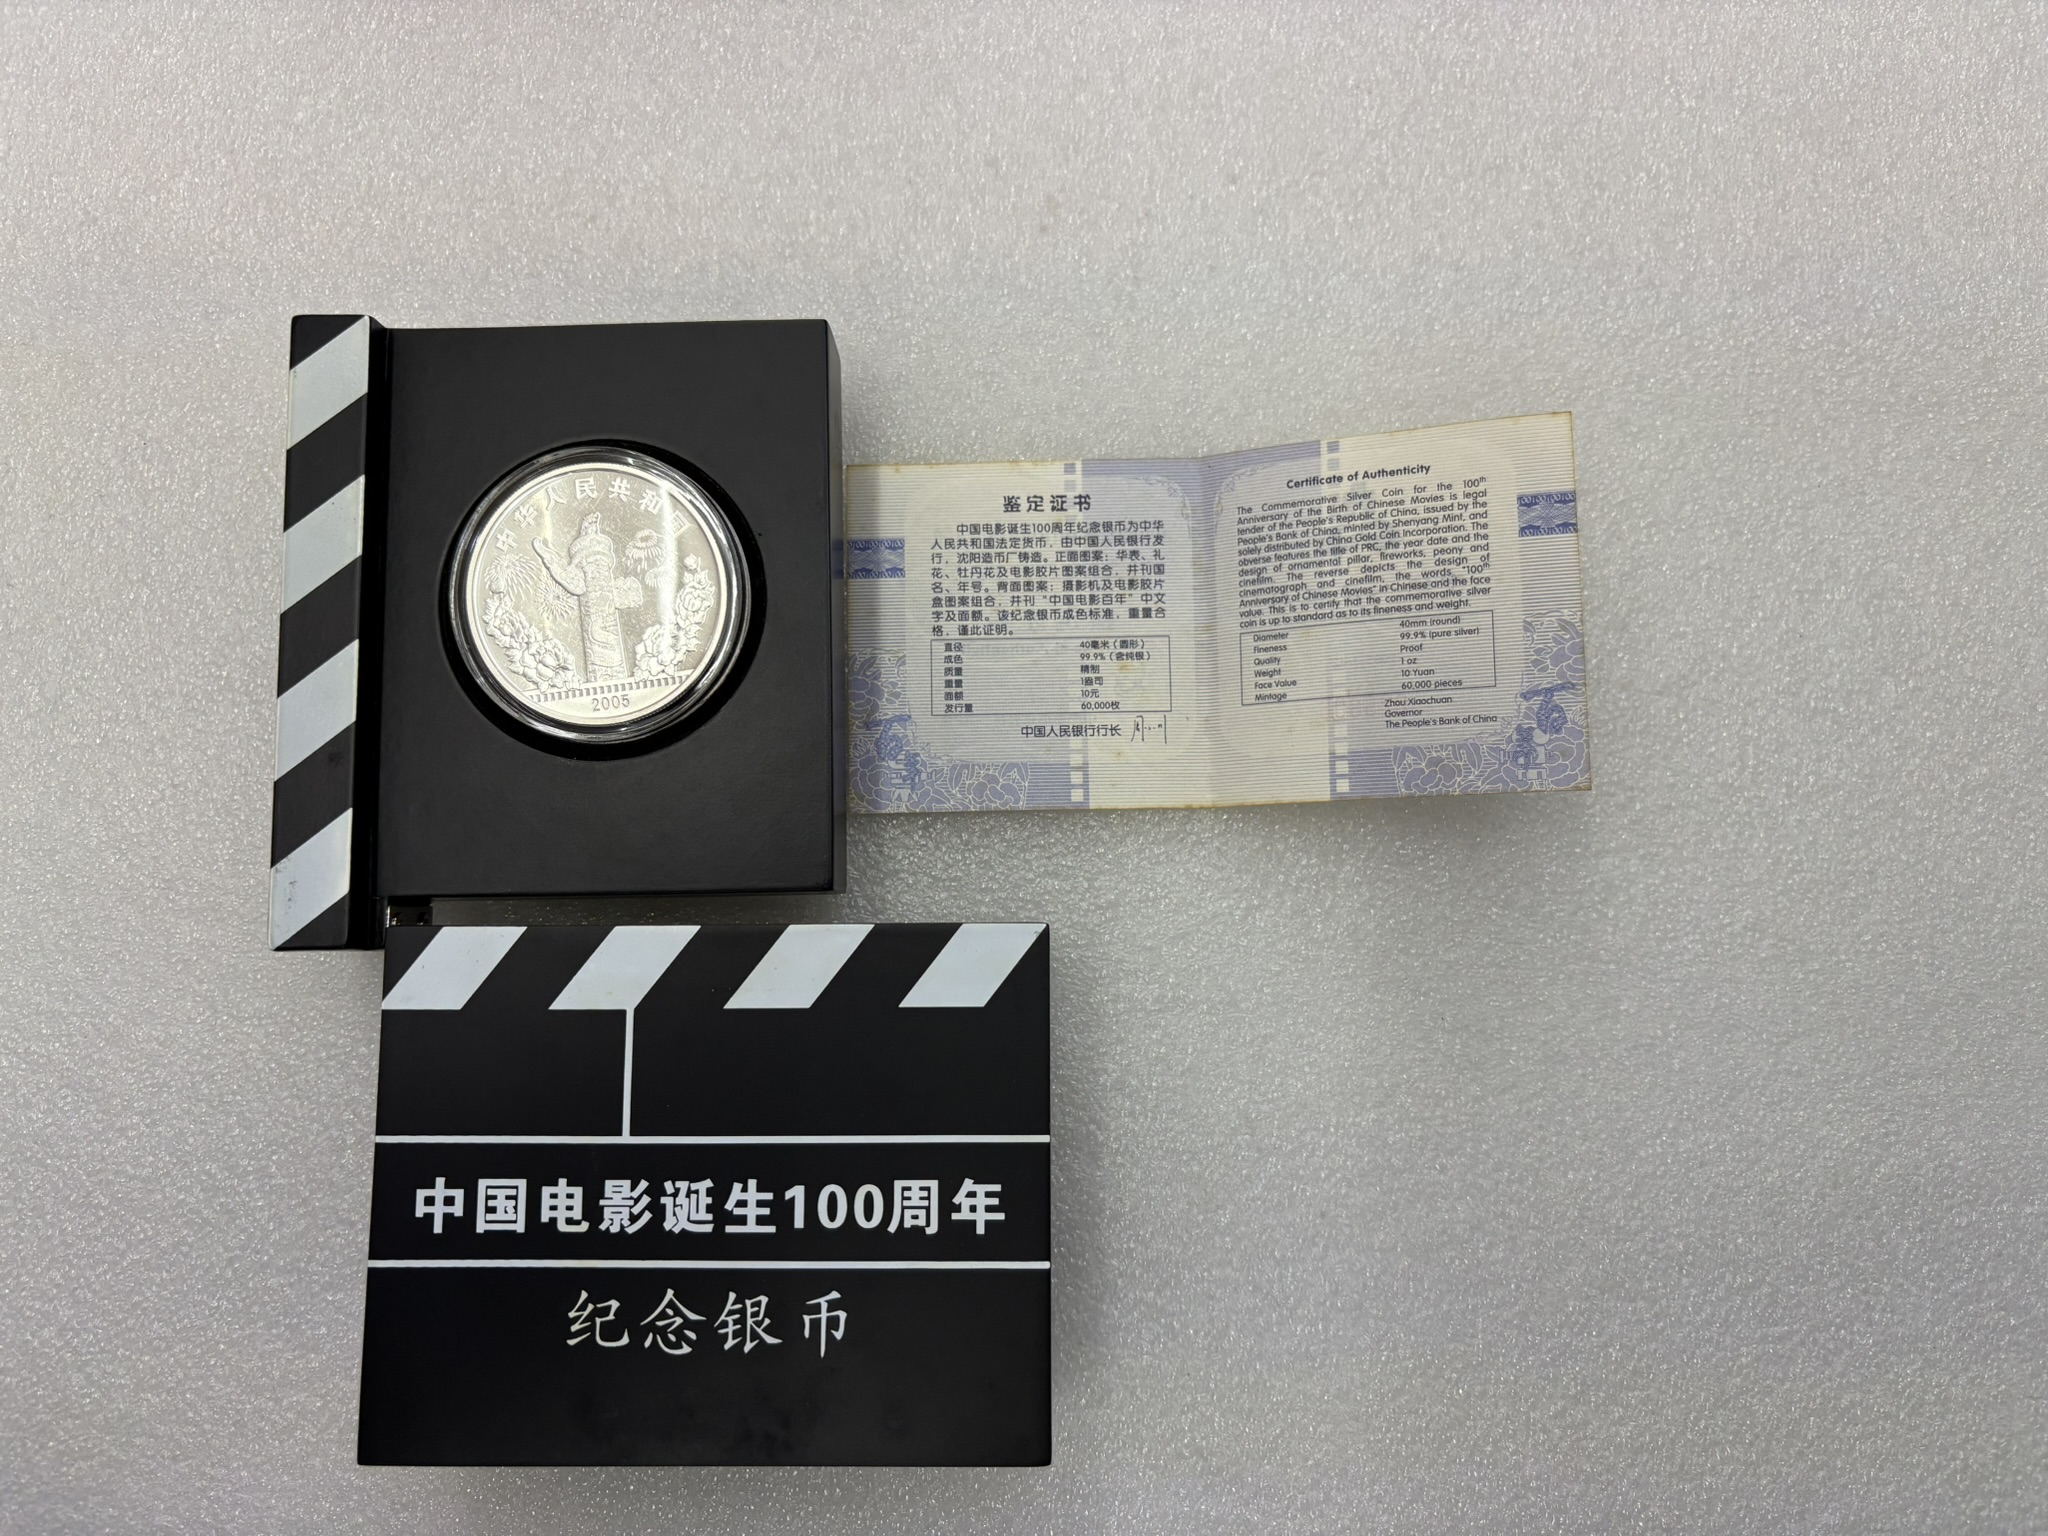 中华人民共和国
2005
鉴定证书
中国电影诞生100周年纪念银币为中华
人民共和国法定货币，由中国人民银行发
行，沈阳造币厂铸造。正面图案：华表、礼
花、牡丹花及电影胶片图案组合，并刊国
名、年号。背面图案：摄影机及电影胶片
盒图案组合，并刊“中国电影百年”中文
字及面额。该纪念银币成色标准，重量合
格，谨此证明。
直径 40毫米（圆形）
成色 99.9%（含纯银）
质量 精制
重量 1盎司
面额 10元
发行量 60,000枚
中国人民银行行长
Certificate of Authenticity
The Commemorative Silver Coin for the 100th
Anniversary of the Birth of Chinese Movies is legal
tender of the People's Republic of China, issued by the
People's Bank of China, minted by Shenyang Mint, and
solely distributed by China Gold Coin Incorporation. The
obverse features the title of PRC, the year date and the
design of ornamental pillar, fireworks, peony and
cinefilm. The reverse depicts the design of
cinematograph and cinefilm, the words "100th
Anniversary of Chinese Movies" in Chinese and the face
value. This is to certify that the commemorative silver
coin is up to standard as to its fineness and weight.
Diameter 40mm (round)
Fineness 99.9% (pure silver)
Quality Proof
Weight 1 oz
Face Value 10 Yuan
Mintage 60,000 pieces
Zhou Xiaochuan
Governor
The People's Bank of China
中国电影诞生100周年
纪念银币